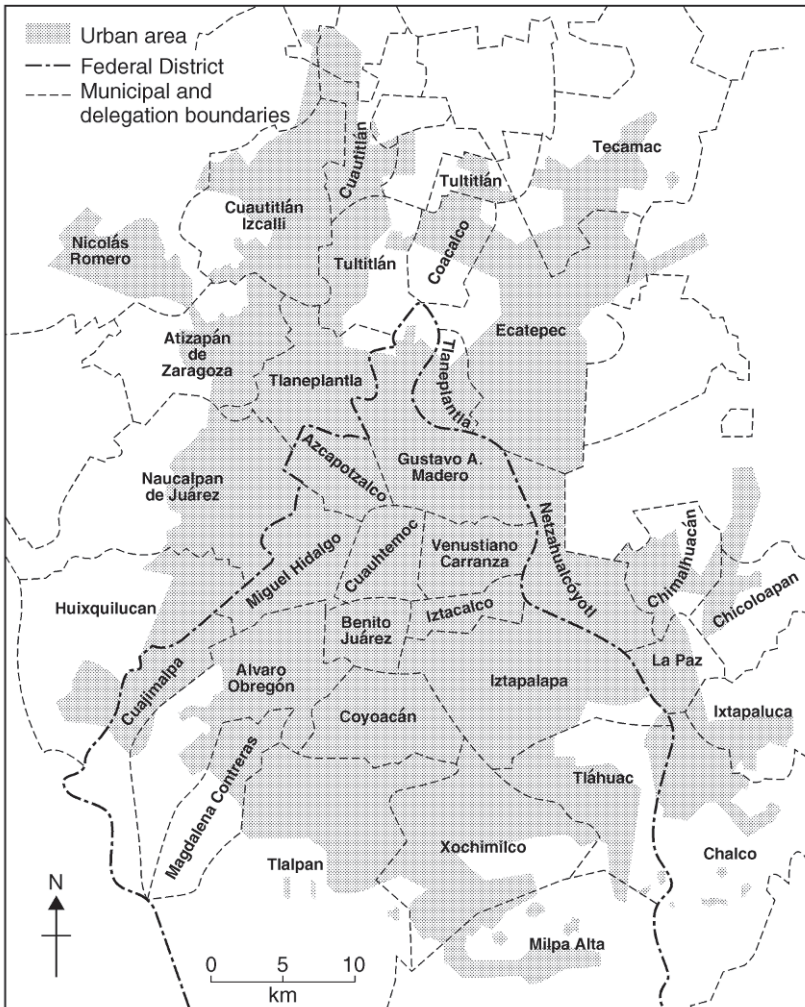 Urban area
Federal District
Municipal and
delegation boundaries
Tecamac
Cuautitlán
Tultitlán
Cuautitlán
Izcalli
Nicolás
Romero
Tultitlán
Coacalco
Ecatepec
Atizapán
de
Zaragoza
Tlaneplantla
Tlaneplantla
Azcapotzalco
Gustavo A.
Madero
Naucalpan
de Juárez
Netzahualcóyotl
Chimalhuacán
Miguel Hidalgo
Cuauhtemoc
Venustiano
Carranza
Chicoloapan
Huixquilucan
Benito
Juárez
Iztacalco
La Paz
Cuajimalpa
Alvaro
Obregón
Iztapalapa
Coyoacán
Ixtapaluca
Magdalena Contreras
Tláhuac
Xochimilco
Chalco
Tlalpan
N
Milpa Alta
0 5 10
km